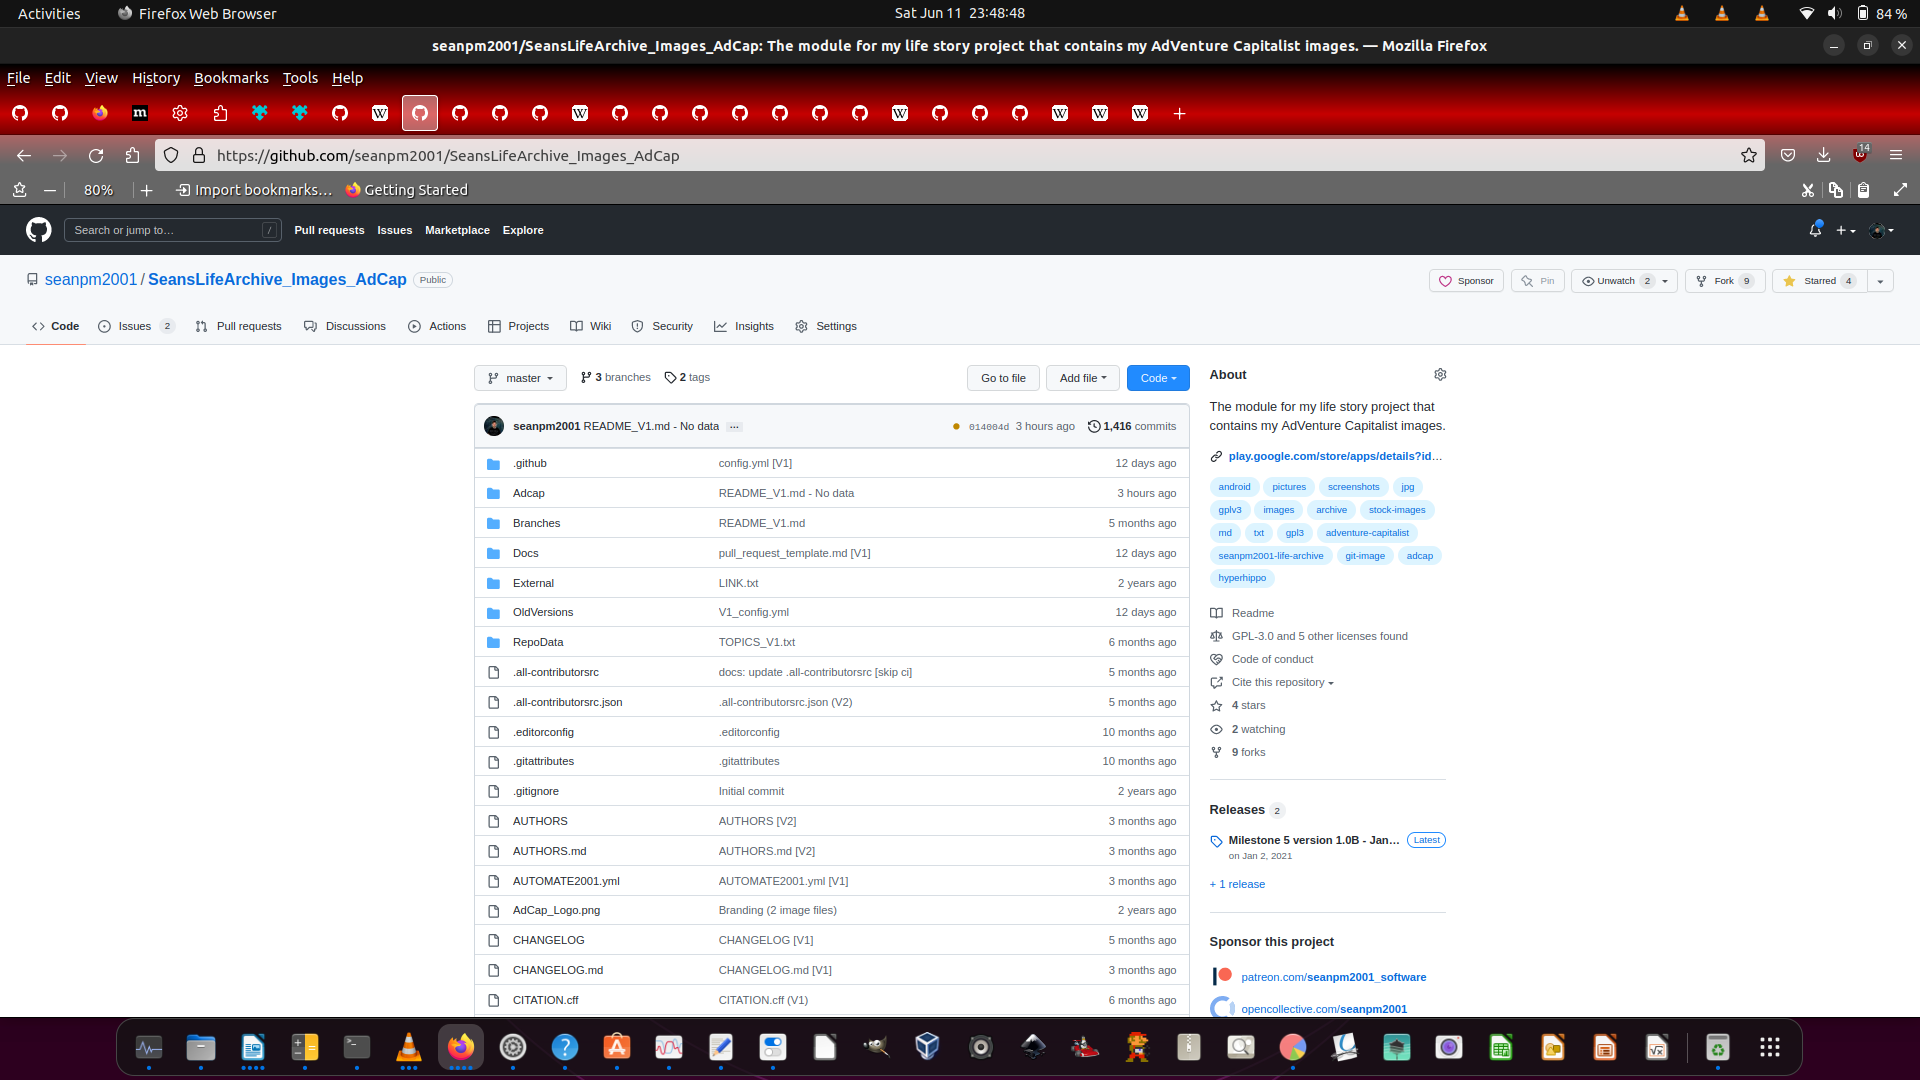 Activities Firefox Web Browser Sat Jun 11 23:48:48 84 %
seanpm2001/SeansLifeArchive_Images_AdCap: The module for my life story project that contains my AdVenture Capitalist images. — Mozilla Firefox
File Edit View History Bookmarks Tools Help
https://github.com/seanpm2001/SeansLifeArchive_Images_AdCap 14
80% Import bookmarks… Getting Started
Search or jump to… / Pull requests Issues Marketplace Explore
seanpm2001 / SeansLifeArchive_Images_AdCap Public Sponsor Pin Unwatch 2 Fork 9 Starred 4
Code Issues 2 Pull requests Discussions Actions Projects Wiki Security Insights Settings
master 3 branches 2 tags Go to file Add file Code
seanpm2001 README_V1.md - No data ... 014004d 3 hours ago 1,416 commits
.github config.yml [V1] 12 days ago
Adcap README_V1.md - No data 3 hours ago
Branches README_V1.md 5 months ago
Docs pull_request_template.md [V1] 12 days ago
External LINK.txt 2 years ago
OldVersions V1_config.yml 12 days ago
RepoData TOPICS_V1.txt 6 months ago
.all-contributorsrc docs: update .all-contributorsrc [skip ci] 5 months ago
.all-contributorsrc.json .all-contributorsrc.json (V2) 5 months ago
.editorconfig .editorconfig 10 months ago
.gitattributes .gitattributes 10 months ago
.gitignore Initial commit 2 years ago
AUTHORS AUTHORS [V2] 3 months ago
AUTHORS.md AUTHORS.md [V2] 3 months ago
AUTOMATE2001.yml AUTOMATE2001.yml [V1] 3 months ago
AdCap_Logo.png Branding (2 image files) 2 years ago
CHANGELOG CHANGELOG [V1] 5 months ago
CHANGELOG.md CHANGELOG.md [V1] 3 months ago
CITATION.cff CITATION.cff (V1) 6 months ago
About
The module for my life story project that
contains my AdVenture Capitalist images.
play.google.com/store/apps/details?id…
android pictures screenshots jpg
gplv3 images archive stock-images
md txt gpl3 adventure-capitalist
seanpm2001-life-archive git-image adcap
hyperhippo
Readme
GPL-3.0 and 5 other licenses found
Code of conduct
Cite this repository
4 stars
2 watching
9 forks
Releases 2
Milestone 5 version 1.0B - Jan… Latest
on Jan 2, 2021
+ 1 release
Sponsor this project
patreon.com/seanpm2001_software
opencollective.com/seanpm2001